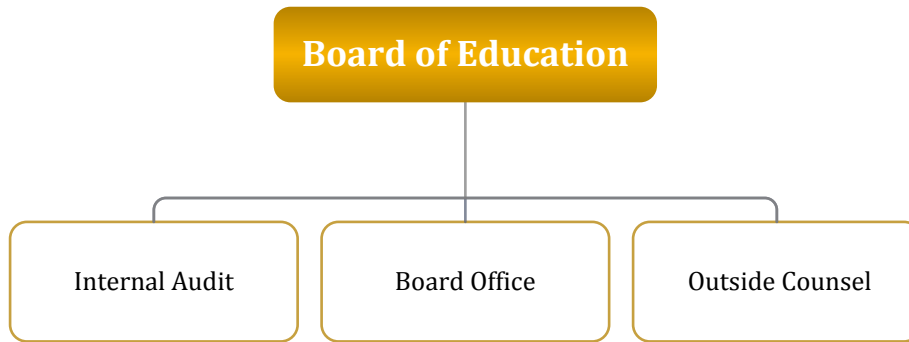 Board of Education
Internal Audit
Board Office
Outside Counsel